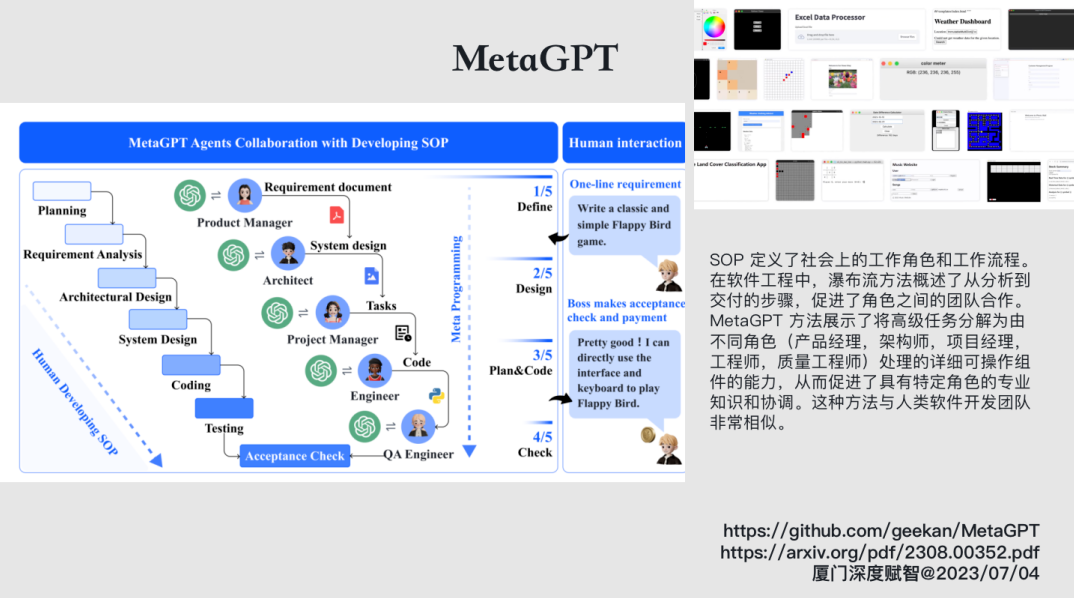 MetaGPT
MetaGPT Agents Collaboration with Developing SOP
Human interaction
Planning
Requirement Analysis
Architectural Design
System Design
Coding
Testing
Acceptance Check
Human Developing SOP
Requirement document
Product Manager
System design
Architect
Tasks
Project Manager
Code
Engineer
QA Engineer
Meta Programming
1/5
Define
2/5
Design
3/5
Plan&Code
4/5
Check
One-line requirement
Write a classic and
simple Flappy Bird
game.
Boss makes acceptance
check and payment
Pretty good！I can
directly use the
interface and
keyboard to play
Flappy Bird.
Excel Data Processor
Weather Dashboard
color meter
RGB: (238, 238, 238, 255)
Land Cover Classification App
Music Website
SOP 定义了社会上的工作角色和工作流程。
在软件工程中，瀑布流方法概述了从分析到
交付的步骤，促进了角色之间的团队合作。
MetaGPT 方法展示了将高级任务分解为由
不同角色（产品经理，架构师，项目经理，
工程师，质量工程师）处理的详细可操作组
件的能力，从而促进了具有特定角色的专业
知识和协调。这种方法与人类软件开发团队
非常相似。
https://github.com/geekan/MetaGPT
https://arxiv.org/pdf/2308.00352.pdf
厦门深度赋智@2023/07/04